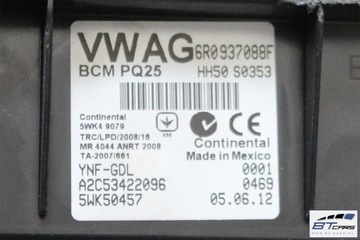 VWAG 6R0937088F
BCM PQ25 HH50 S0353
Continental
5WK4 9079
TRC/LPD/2008/16
MR 4044 ANRT 2008
TA-2007/661
Continental
Made in Mexico
YNF-GDL 0001
A2C53422096 0469
5WK50457 05.06.12
BTCARS